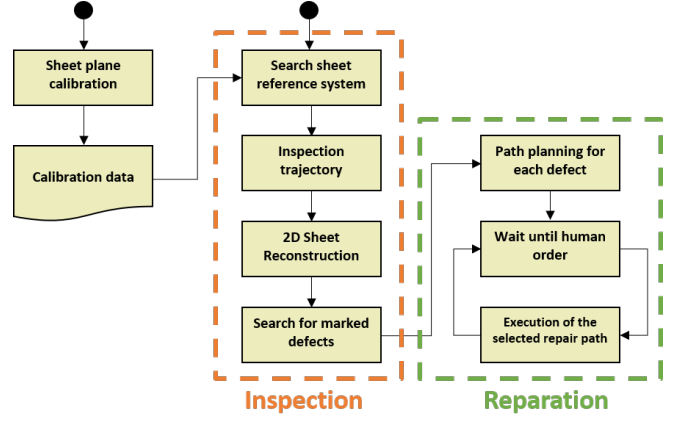 Sheet plane
calibration
Calibration data
Search sheet
reference system
Inspection
trajectory
2D Sheet
Reconstruction
Search for marked
defects
Inspection
Path planning for
each defect
Wait until human
order
Execution of the
selected repair path
Reparation